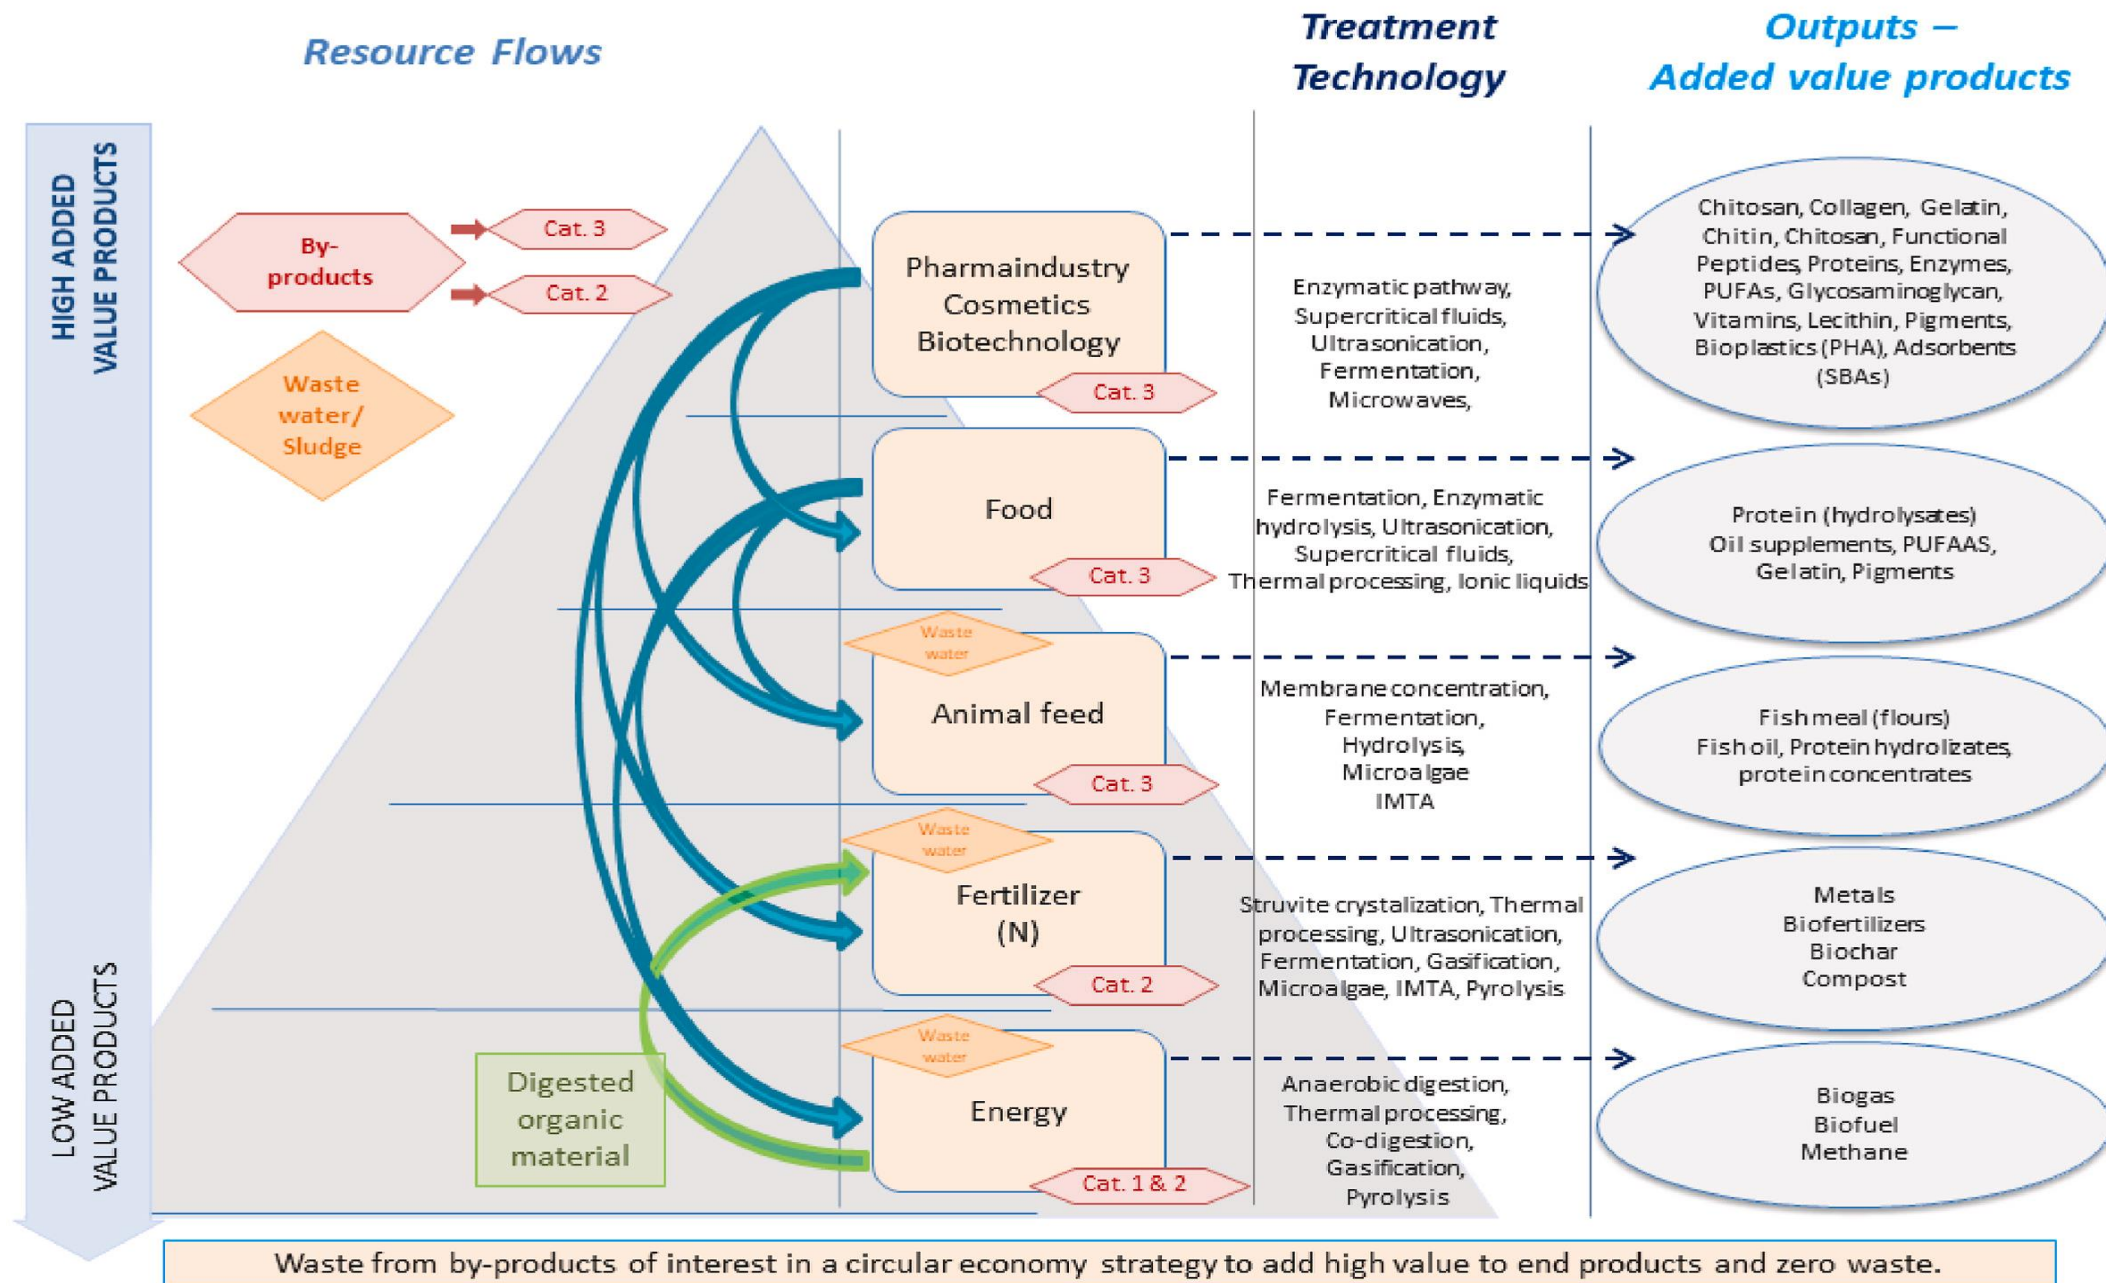 Resource Flows
Treatment
Technology
Outputs –
Added value products
HIGH ADDED
VALUE PRODUCTS
LOW ADDED
VALUE PRODUCTS
By-
products
Cat. 3
Cat. 2
Waste
water/
Sludge
Pharmaindustry
Cosmetics
Biotechnology
Cat. 3
Enzymatic pathway,
Supercritical fluids,
Ultrasonication,
Fermentation,
Microwaves,
Chitosan, Collagen, Gelatin,
Chitin, Chitosan, Functional
Peptides, Proteins, Enzymes,
PUFAs, Glycosaminoglycan,
Vitamins, Lecithin, Pigments,
Bioplastics (PHA), Adsorbents
(SBAs)
Food
Cat. 3
Fermentation, Enzymatic
hydrolysis, Ultrasonication,
Supercritical fluids,
Thermal processing, Ionic liquids
Protein (hydrolysates)
Oil supplements, PUFAAS,
Gelatin, Pigments
Waste
water
Animal feed
Cat. 3
Membrane concentration,
Fermentation,
Hydrolysis,
Microalgae
IMTA
Fishmeal (flours)
Fish oil, Protein hydrolizates,
protein concentrates
Waste
water
Fertilizer
(N)
Cat. 2
Struvite crystalization, Thermal
processing, Ultrasonication,
Fermentation, Gasification,
Microalgae, IMTA, Pyrolysis
Metals
Biofertilizers
Biochar
Compost
Waste
water
Energy
Cat. 1 & 2
Digested
organic
material
Anaerobic digestion,
Thermal processing,
Co-digestion,
Gasification,
Pyrolysis
Biogas
Biofuel
Methane
Waste from by-products of interest in a circular economy strategy to add high value to end products and zero waste.